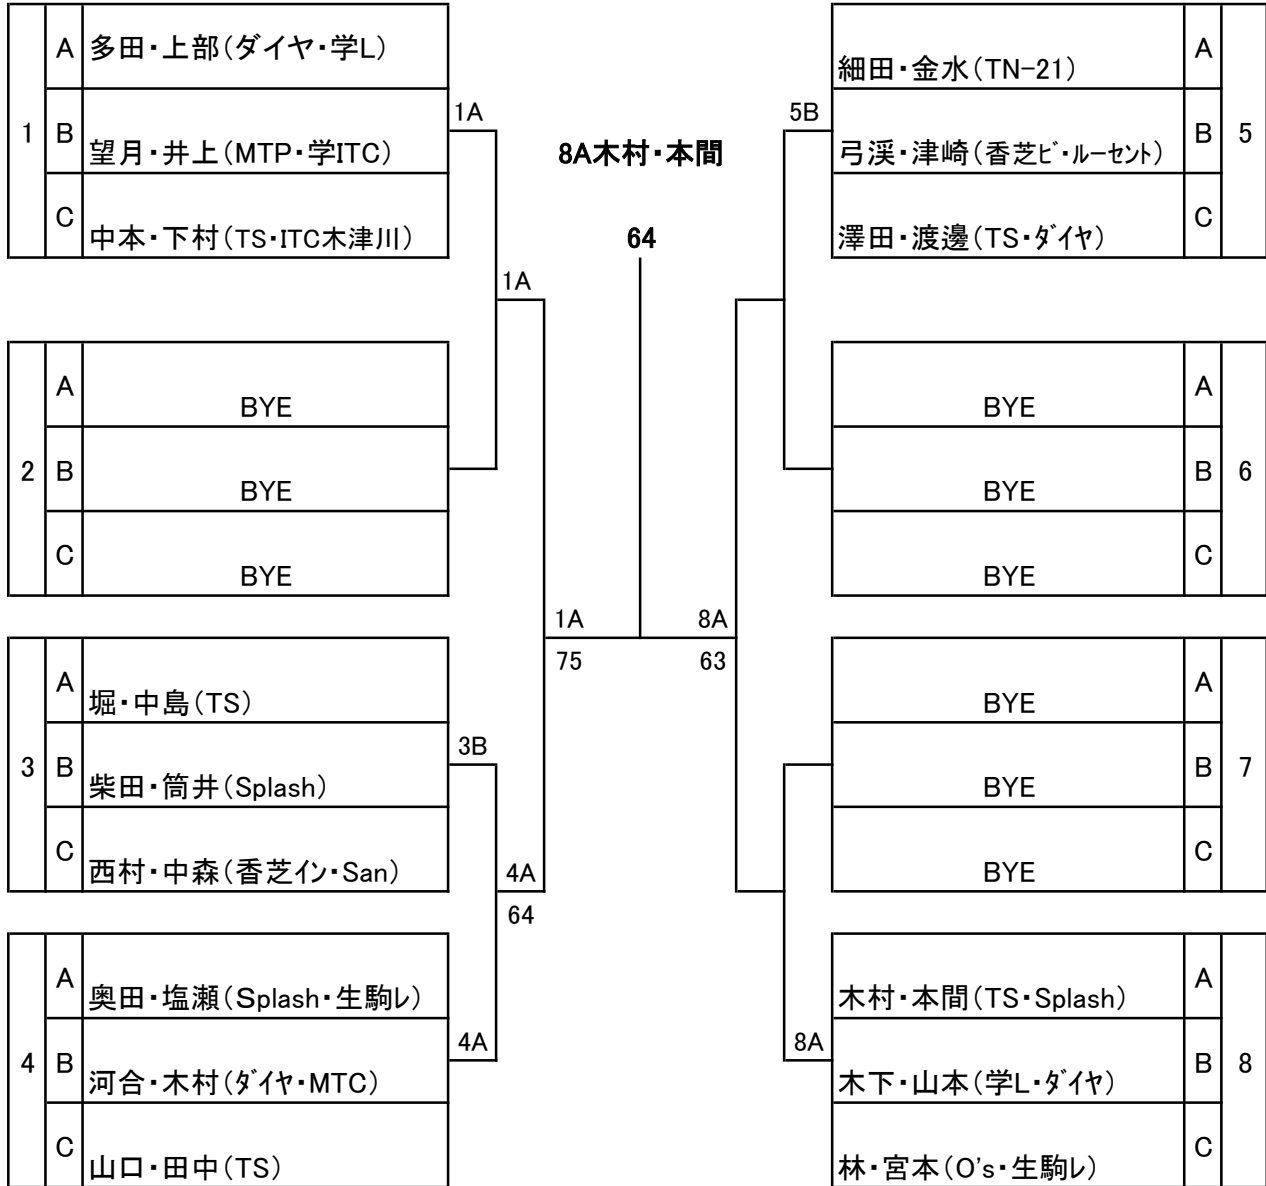 1
A 多田・上部(ダイヤ・学L)
B 望月・井上(MTP・学ITC)
C 中本・下村(TS・ITC木津川)
1A
2
A BYE
B BYE
C BYE
1A
3
A 堀・中島(TS)
B 柴田・筒井(Splash)
C 西村・中森(香芝イン・San)
3B
4
A 奥田・塩瀬(Splash・生駒レ)
B 河合・木村(ダイヤ・MTC)
C 山口・田中(TS)
4A
4A
64
1A
75
8A木村・本間
64
8A
63
5B
細田・金水(TN-21) A
弓渓・津崎(香芝ビ・ルーセント) B
澤田・渡邊(TS・ダイヤ) C
5
BYE A
BYE B
BYE C
6
BYE A
BYE B
BYE C
7
8A
木村・本間(TS・Splash) A
木下・山本(学L・ダイヤ) B
林・宮本(O's・生駒レ) C
8